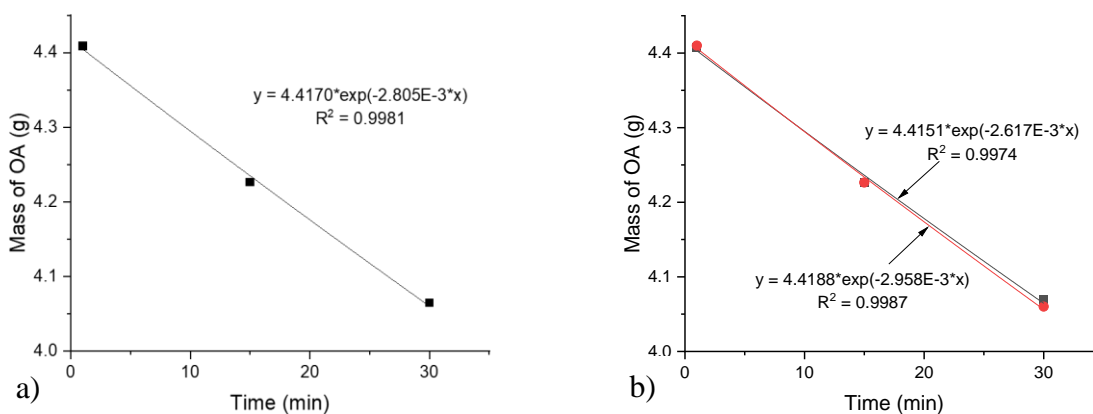 4.4
4.3
4.2
4.1
4.0
Mass of OA (g)
y = 4.4170*exp(-2.805E-3*x)
R² = 0.9981
0
10
20
30
Time (min)
a)
4.4
4.3
4.2
4.1
4.0
Mass of OA (g)
y = 4.4151*exp(-2.617E-3*x)
R² = 0.9974
y = 4.4188*exp(-2.958E-3*x)
R² = 0.9987
0
10
20
30
Time (min)
b)